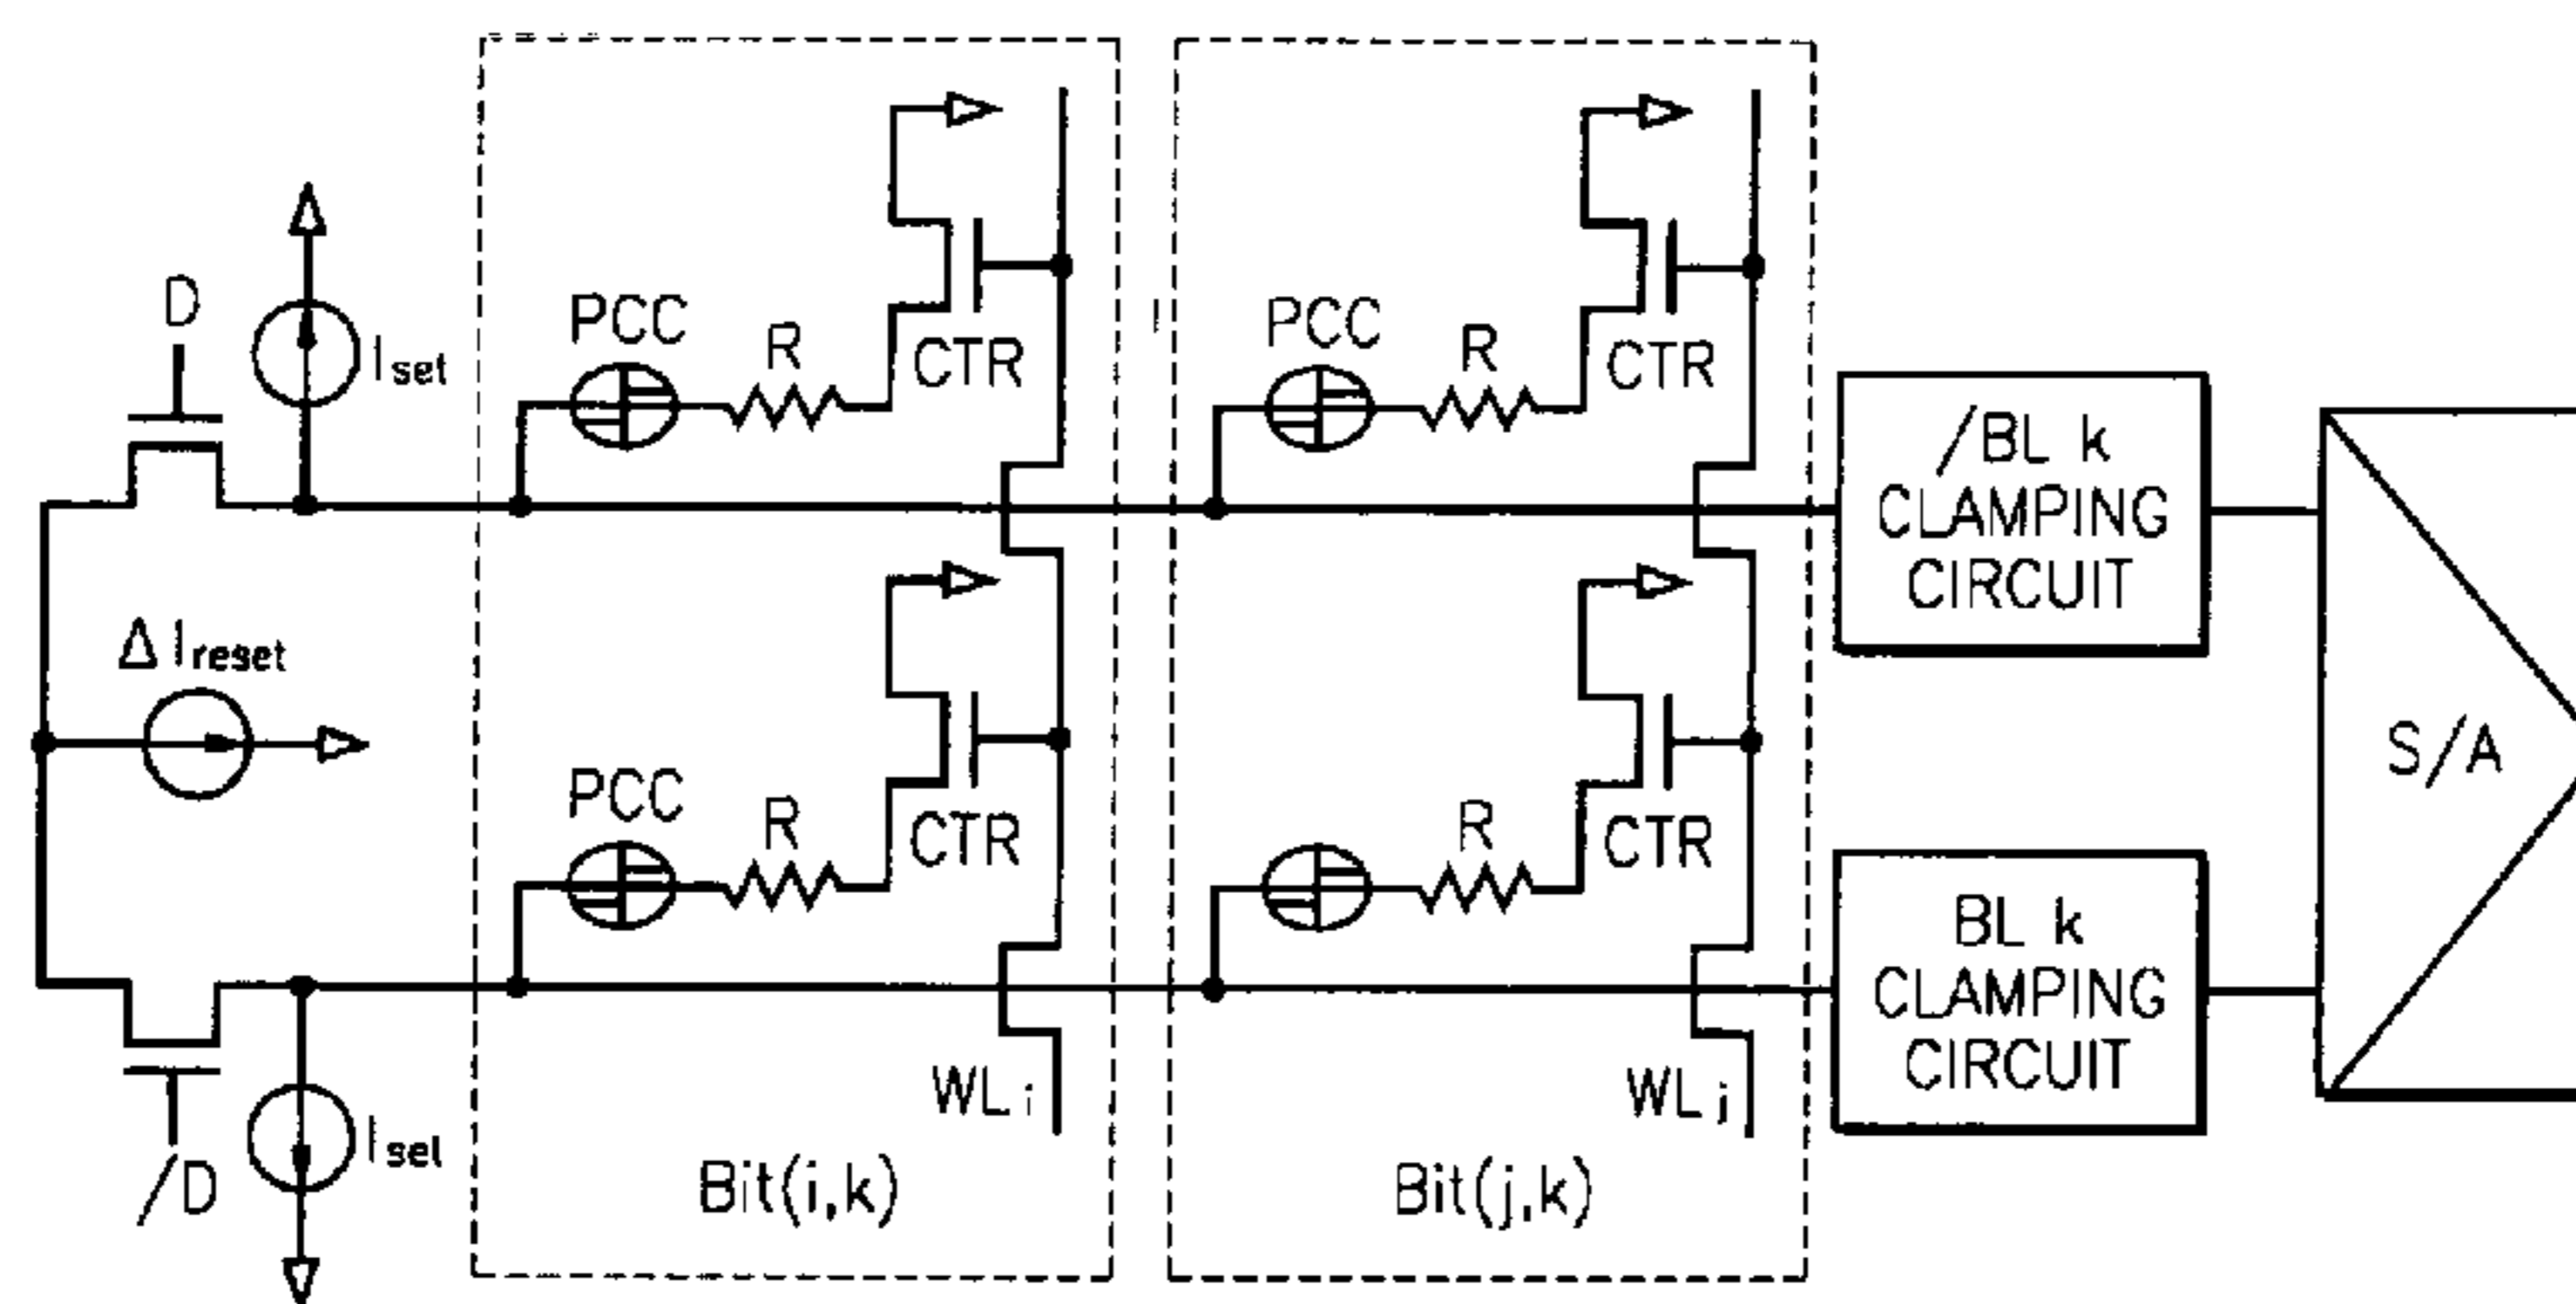 D
Iset
PCC
R
CTR
PCC
R
CTR
/BL k
CLAMPING
CIRCUIT
ΔIreset
PCC
R
CTR
R
CTR
S/A
BL k
CLAMPING
CIRCUIT
/D
Isel
WLi
WLj
Bit(i,k)
Bit(j,k)